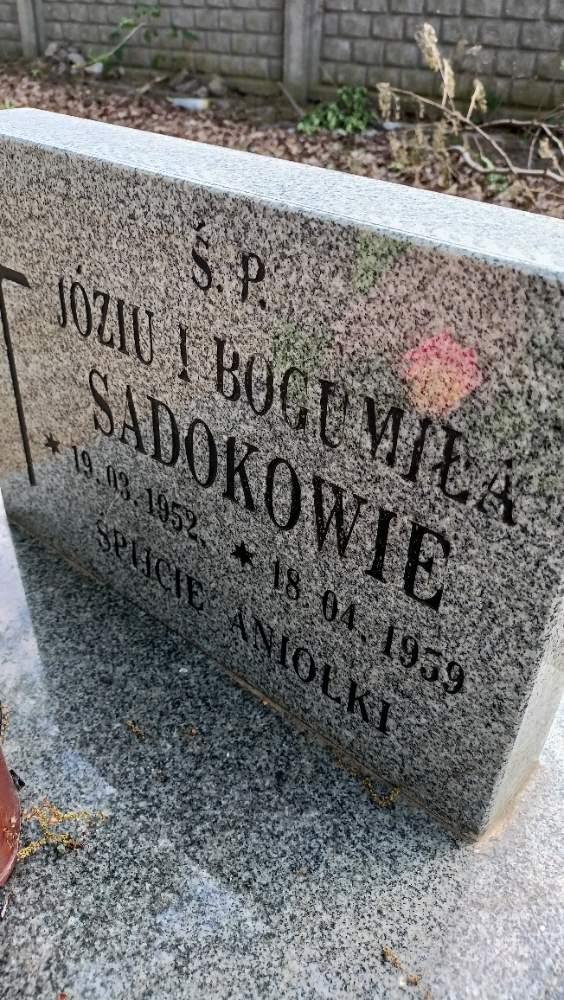 Ś. P.
JÓZIU I BOGUMIŁA
SADOKOWIE
* 19.03.1952. * 18.04.1959
ŚPIJCIE ANIOŁKI